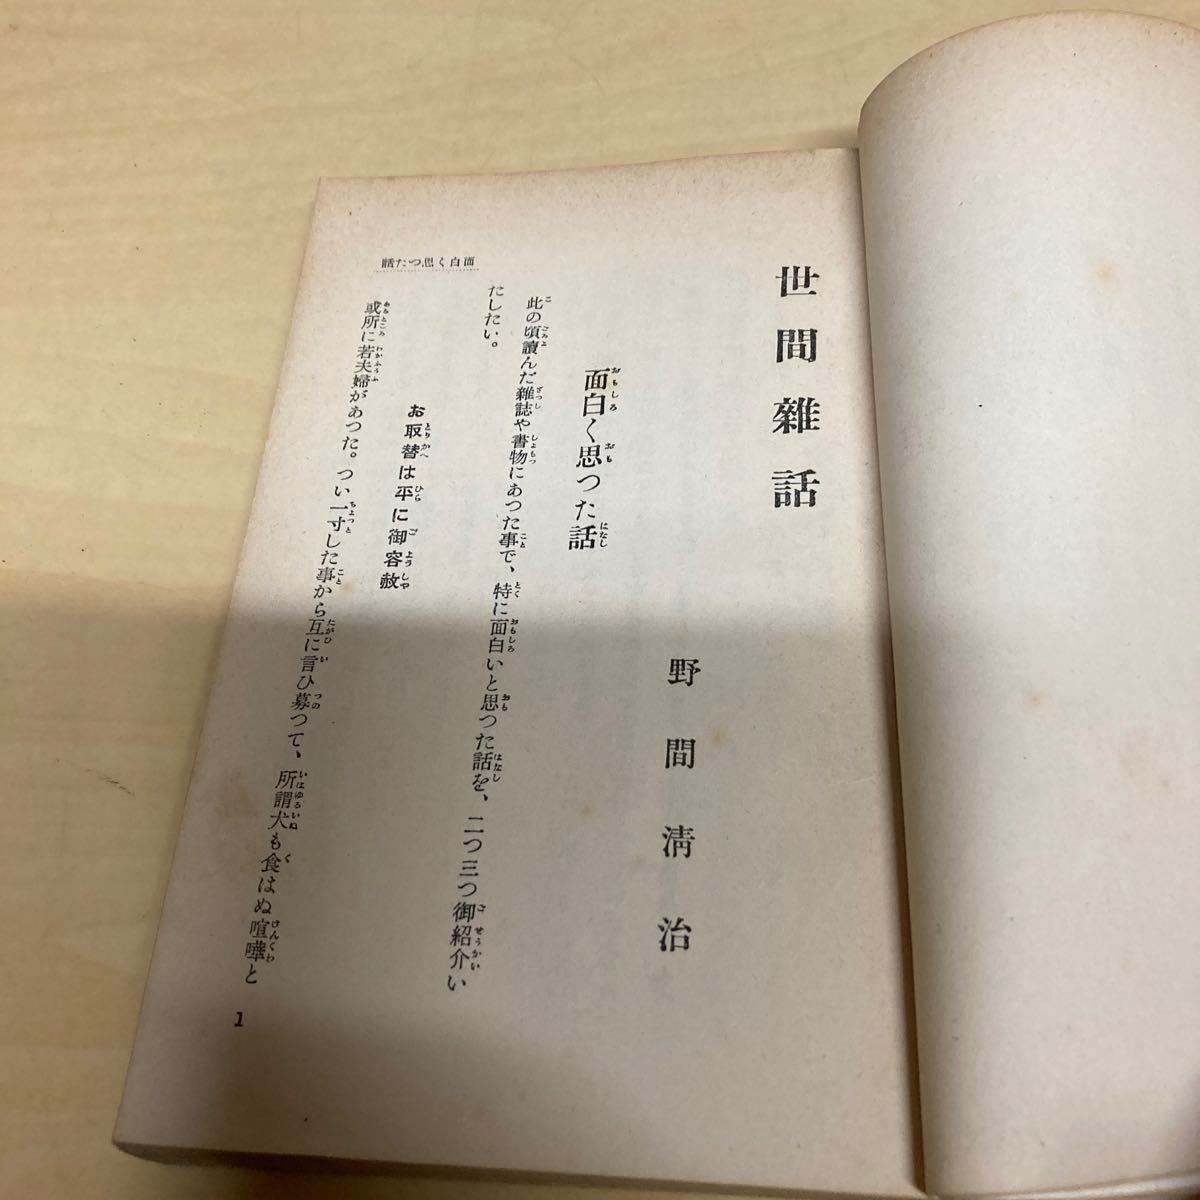 世間雜話
野間淸治
面白く思つた話
此の頃讀んだ雜誌や書物にあつた事で、特に面白いと思つた話を、二つ三つ御紹介い
たしたい。
お取替は平に御容赦
或所に若夫婦があつた。つい一寸した事から互に言ひ募つて、所謂犬も食はぬ喧嘩と
話たつ思く白面
1